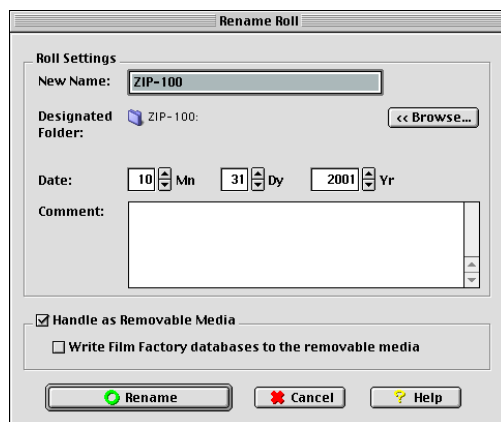 Rename Roll
Roll Settings
New Name: ZIP-100
Designated Folder: ZIP-100: << Browse...
Date: 10 Mn 31 Dy 2001 Yr
Comment:
Handle as Removable Media
Write Film Factory databases to the removable media
Rename Cancel ? Help